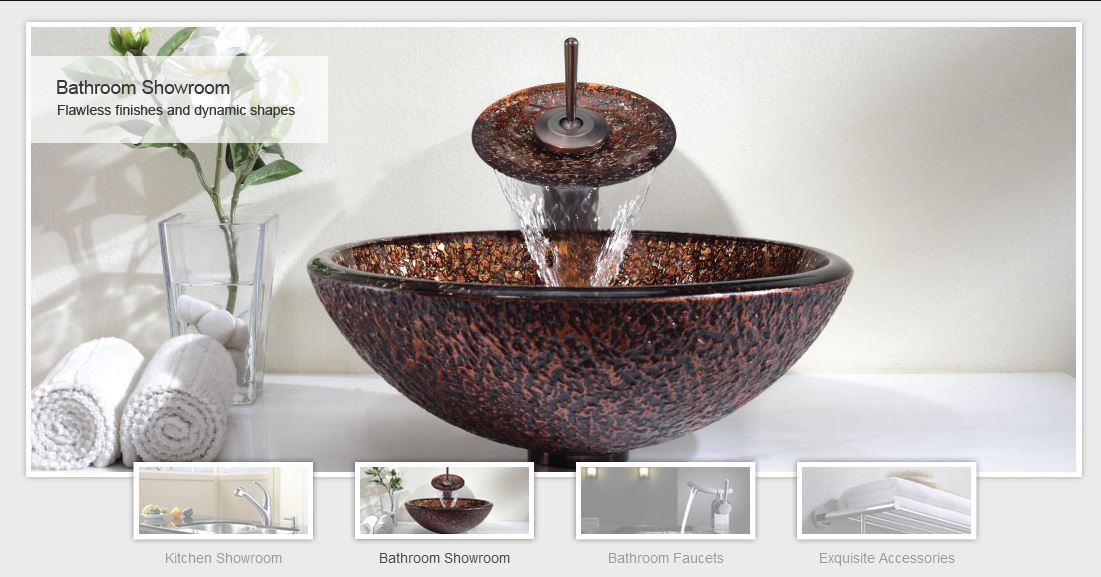 Bathroom Showroom
Flawless finishes and dynamic shapes
Kitchen Showroom
Bathroom Showroom
Bathroom Faucets
Exquisite Accessories